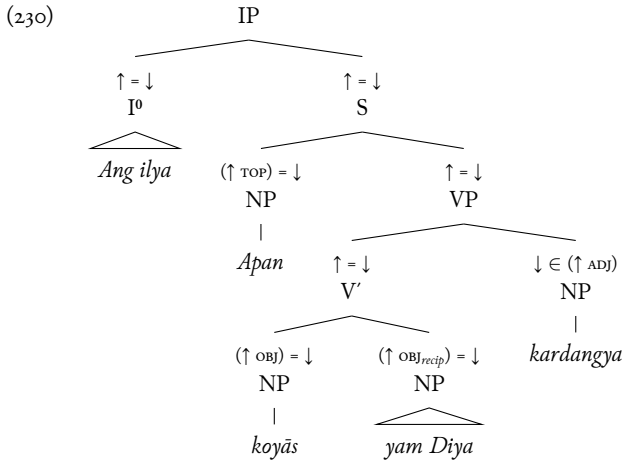 (230)
IP
↑ = ↓ ↑ = ↓
I⁰ S
Ang ilya (↑ TOP) = ↓ ↑ = ↓
NP VP
Apan ↑ = ↓ ↓ ∈ (↑ ADJ)
V′ NP
(↑ OBJ) = ↓ (↑ OBJrecip) = ↓ kardangya
NP NP
koyās yam Diya